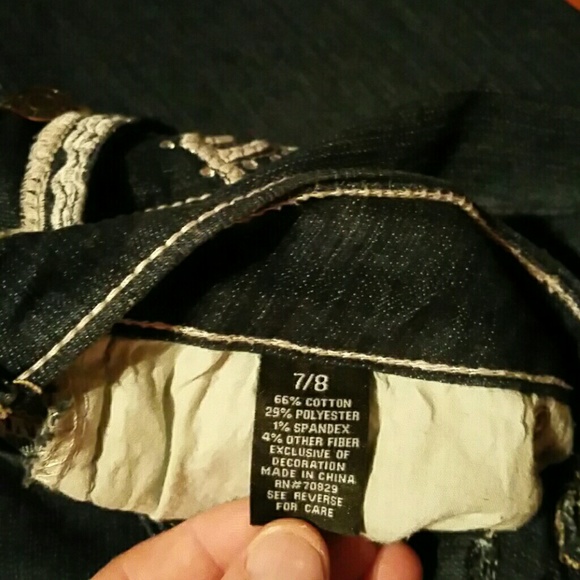 7/8
66% COTTON
29% POLYESTER
1% SPANDEX
4% OTHER FIBER
EXCLUSIVE OF
DECORATION
MADE IN CHINA
RN#70829
SEE REVERSE
FOR CARE